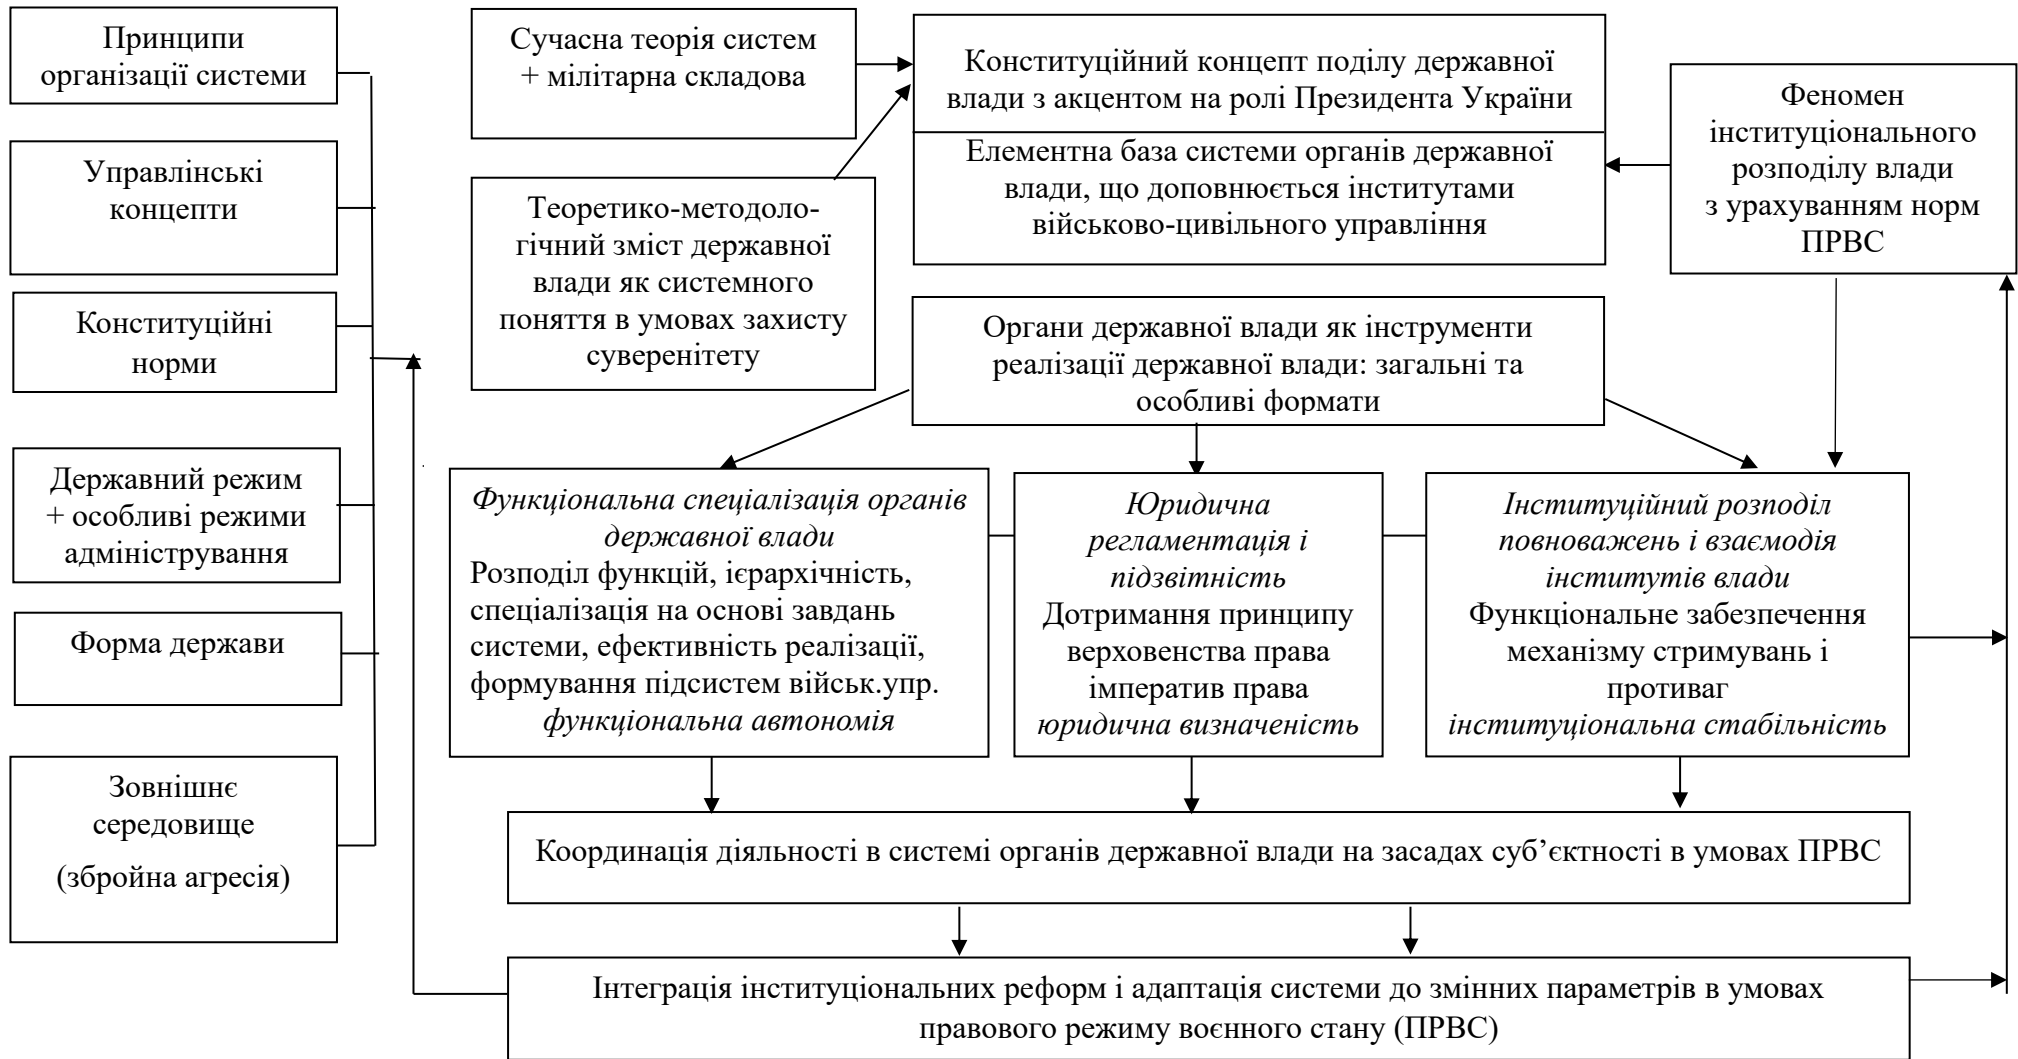 Принципи
організації системи
Управлінські
концепти
Конституційні
норми
Державний режим
+ особливі режими
адміністрування
Форма держави
Зовнішнє
середовище
(збройна агресія)
Сучасна теорія систем
+ мілітарна складова
Теоретико-методоло-
гічний зміст державної
влади як системного
поняття в умовах захисту
суверенітету
Конституційний концепт поділу державної
влади з акцентом на ролі Президента України
Елементна база системи органів державної
влади, що доповнюється інститутами
військово-цивільного управління
Феномен
інституціонального
розподілу влади
з урахуванням норм
ПРВС
Органи державної влади як інструменти
реалізації державної влади: загальні та
особливі формати
Функціональна спеціалізація органів
державної влади
Розподіл функцій, ієрархічність,
спеціалізація на основі завдань
системи, ефективність реалізації,
формування підсистем військ.упр.
функціональна автономія
Юридична
регламентація і
підзвітність
Дотримання принципу
верховенства права
імператив права
юридична визначеність
Інституційний розподіл
повноважень і взаємодія
інститутів влади
Функціональне забезпечення
механізму стримувань і
противаг
інституціональна стабільність
Координація діяльності в системі органів державної влади на засадах суб’єктності в умовах ПРВС
Інтеграція інституціональних реформ і адаптація системи до змінних параметрів в умовах
правового режиму воєнного стану (ПРВС)